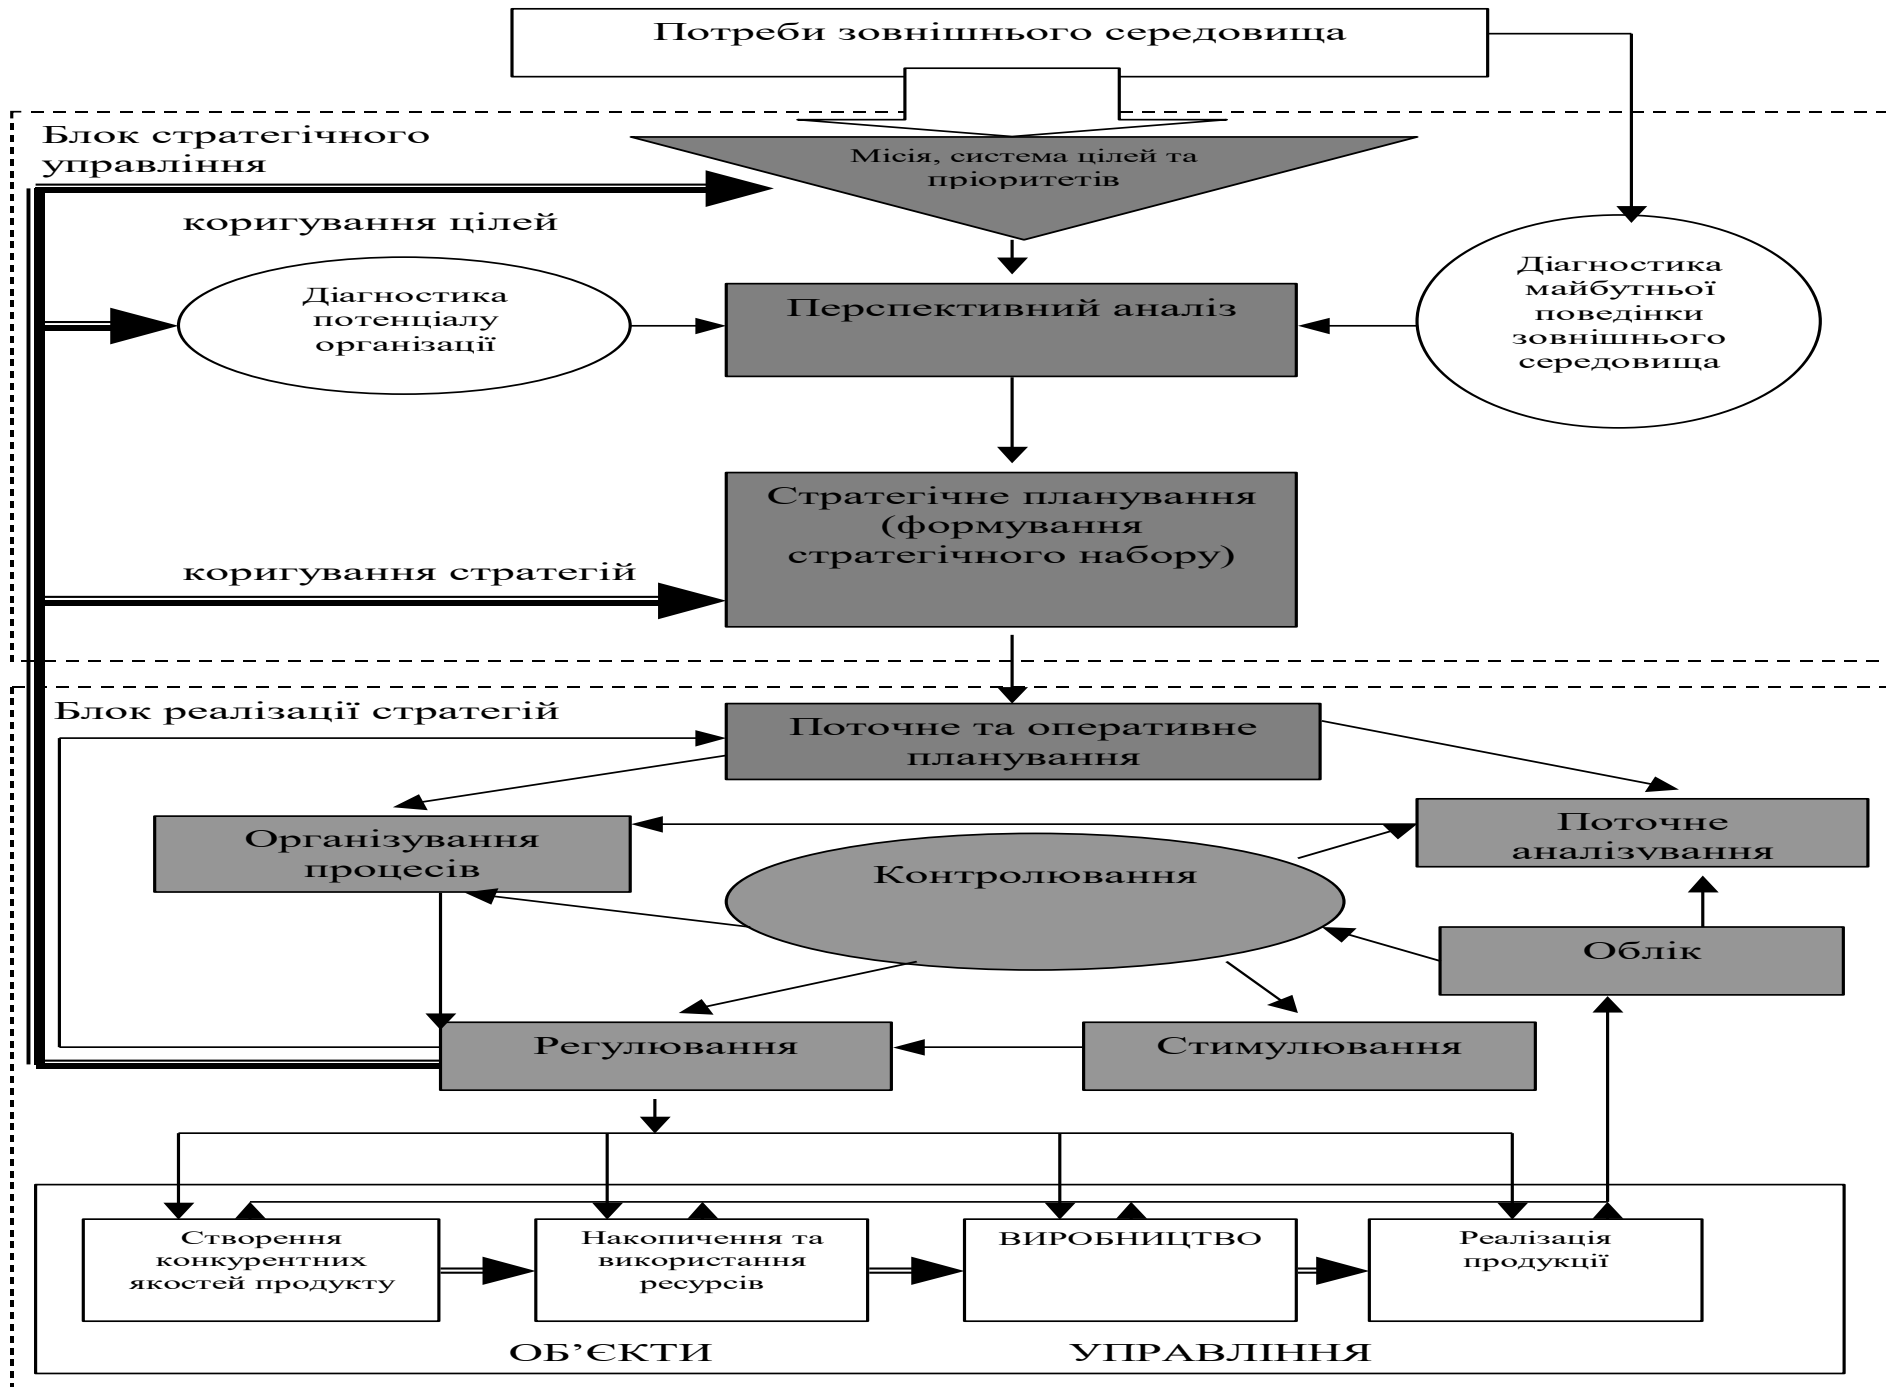 Потреби зовнішнього середовища
Блок стратегічного
управління
Місія, система цілей та
пріоритетів
коригування цілей
Діагностика
потенціалу
організації
Перспективний аналіз
Діагностика
майбутньої
поведінки
зовнішнього
середовища
Стратегічне планування
(формування
стратегічного набору)
коригування стратегій
Блок реалізації стратегій
Поточне та оперативне
планування
Організування
процесів
Контролювання
Поточне
аналізування
Облік
Регулювання
Стимулювання
Створення
конкурентних
якостей продукту
Накопичення та
використання
ресурсів
ВИРОБНИЦТВО
Реалізація
продукції
ОБ’ЄКТИ УПРАВЛІННЯ